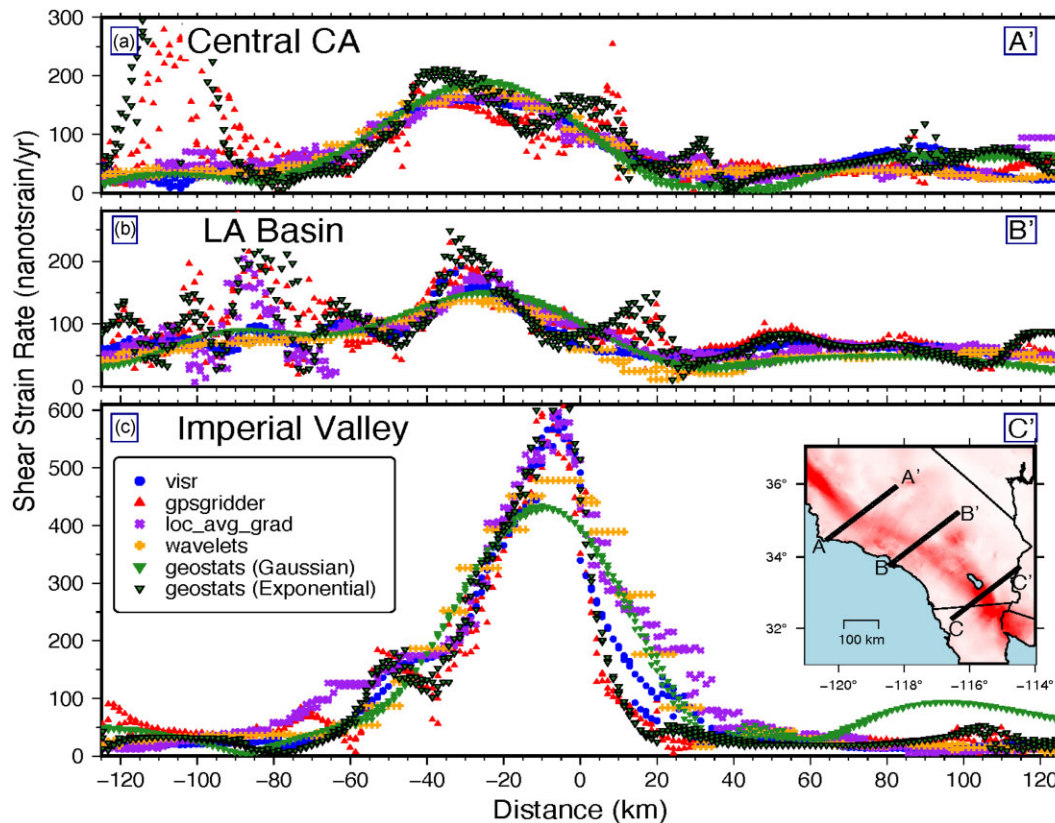 (a) Central CA A'
300
200
100
0
(b) LA Basin B'
200
100
0
(c) Imperial Valley C'
600
500
400
300
200
100
0
Shear Strain Rate (nanotsrain/yr)
visr
gpsgridder
loc_avg_grad
wavelets
geostats (Gaussian)
geostats (Exponential)
36°
34°
32°
A'
B'
A
B
C'
C
100 km
−120° −118° −116° −114°
−120 −100 −80 −60 −40 −20 0 20 40 60 80 100 120
Distance (km)